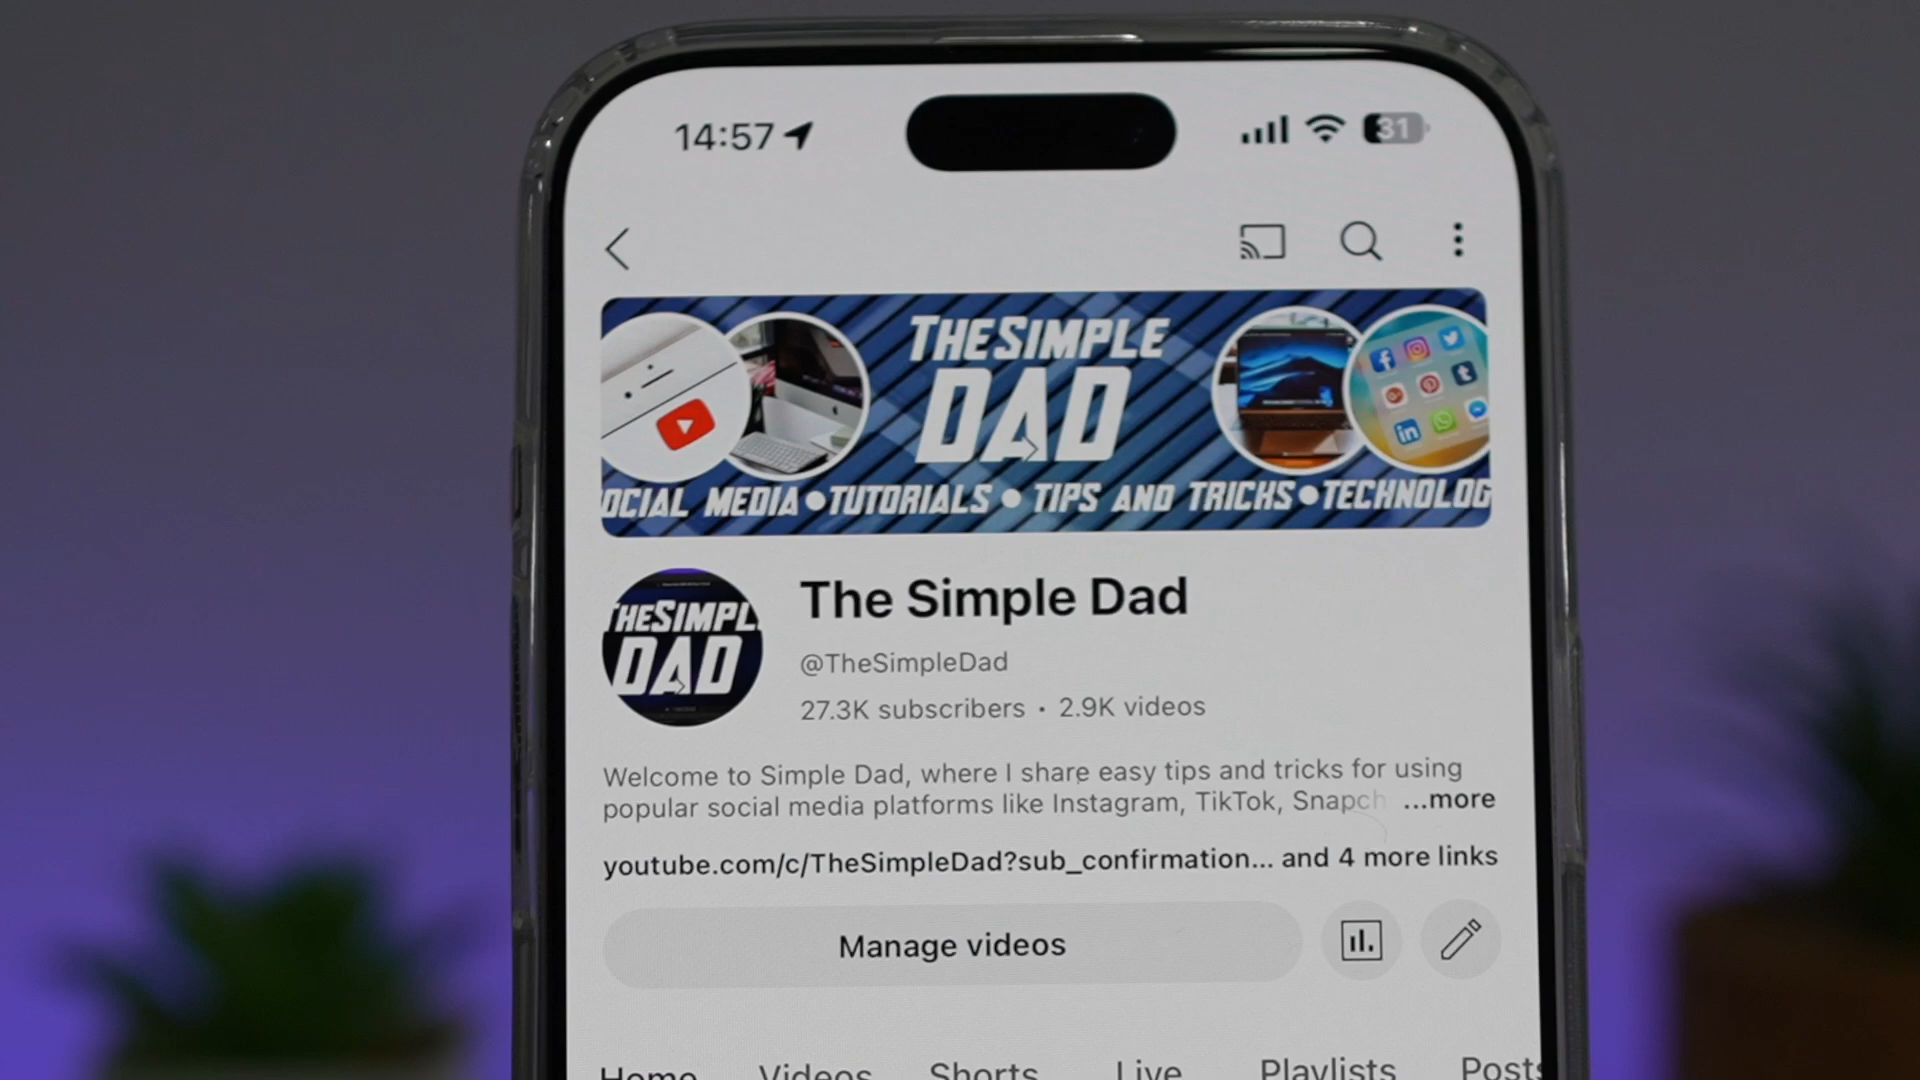 14:57
31
THE SIMPLE
DAD
OCIAL MEDIA●TUTORIALS ● TIPS AND TRICKS●TECHNOLOG
THESIMPL
DAD
The Simple Dad
@TheSimpleDad
27.3K subscribers · 2.9K videos
Welcome to Simple Dad, where I share easy tips and tricks for using
popular social media platforms like Instagram, TikTok, Snapch ...more
youtube.com/c/TheSimpleDad?sub_confirmation... and 4 more links
Manage videos
Home Videos Shorts Live Playlists Posts